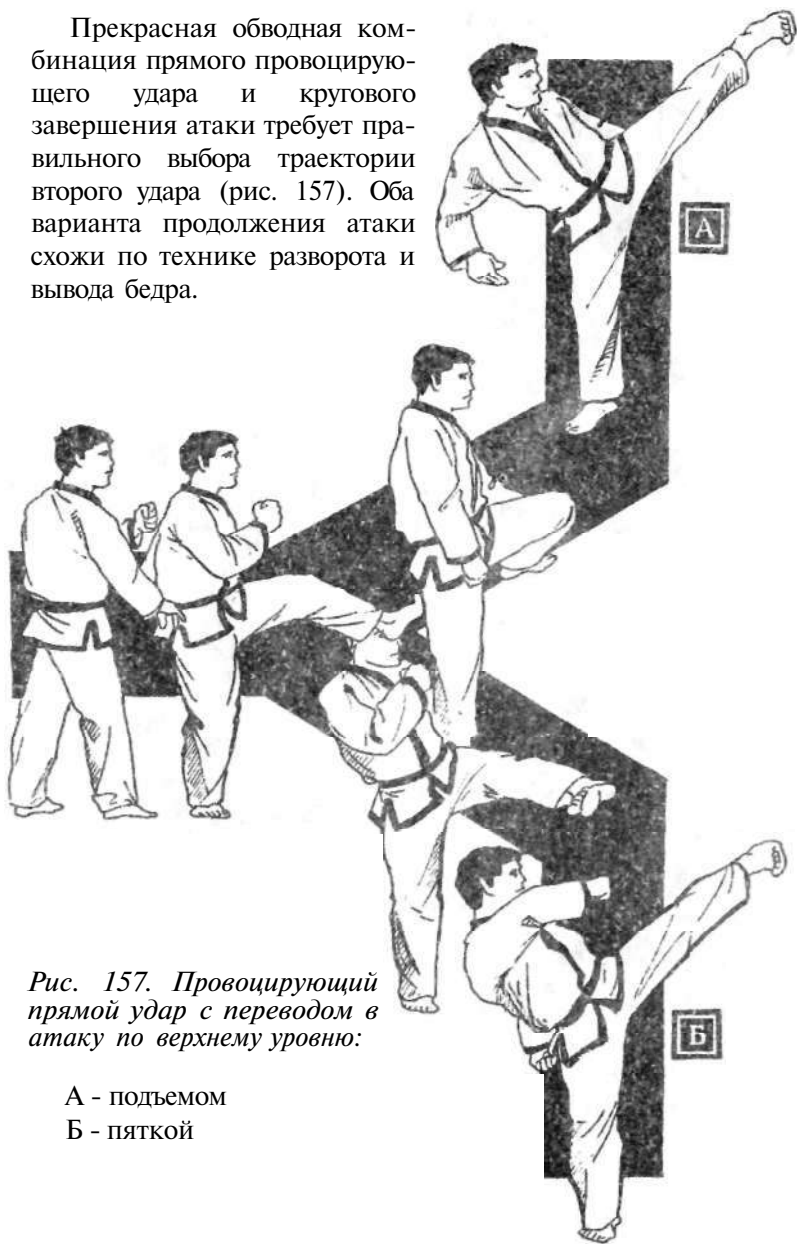 Прекрасная обводная ком-
бинация прямого провоцирую-
щего удара и кругового
завершения атаки требует пра-
вильного выбора траектории
второго удара (рис. 157). Оба
варианта продолжения атаки
схожи по технике разворота и
вывода бедра.
А
Рис. 157. Провоцирующий
прямой удар с переводом в
атаку по верхнему уровню:
А - подъемом
Б - пяткой
Б